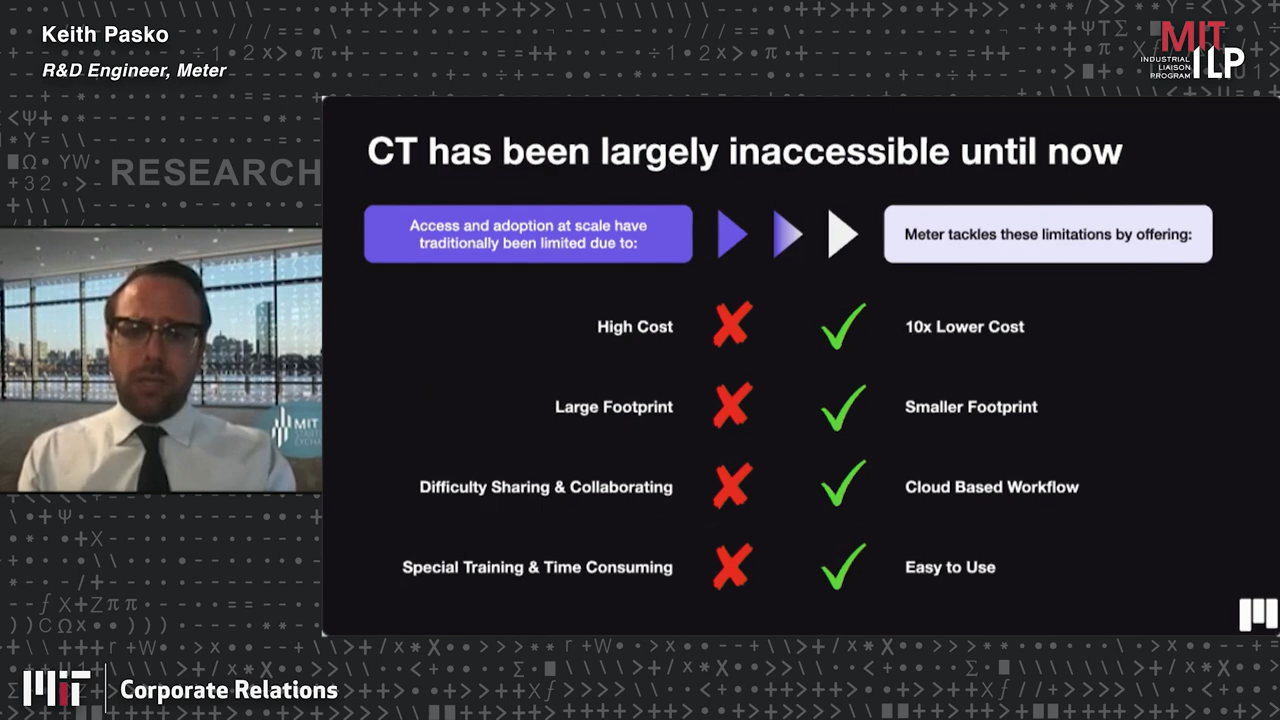 Keith Pasko
R&D Engineer, Meter
MIT
INDUSTRIAL
LIAISON
PROGRAM
ILP
RESEARCH
CT has been largely inaccessible until now
Access and adoption at scale have
traditionally been limited due to:
Meter tackles these limitations by offering:
High Cost
10x Lower Cost
Large Footprint
Smaller Footprint
Difficulty Sharing & Collaborating
Cloud Based Workflow
Special Training & Time Consuming
Easy to Use
MIT
MIT
Corporate Relations